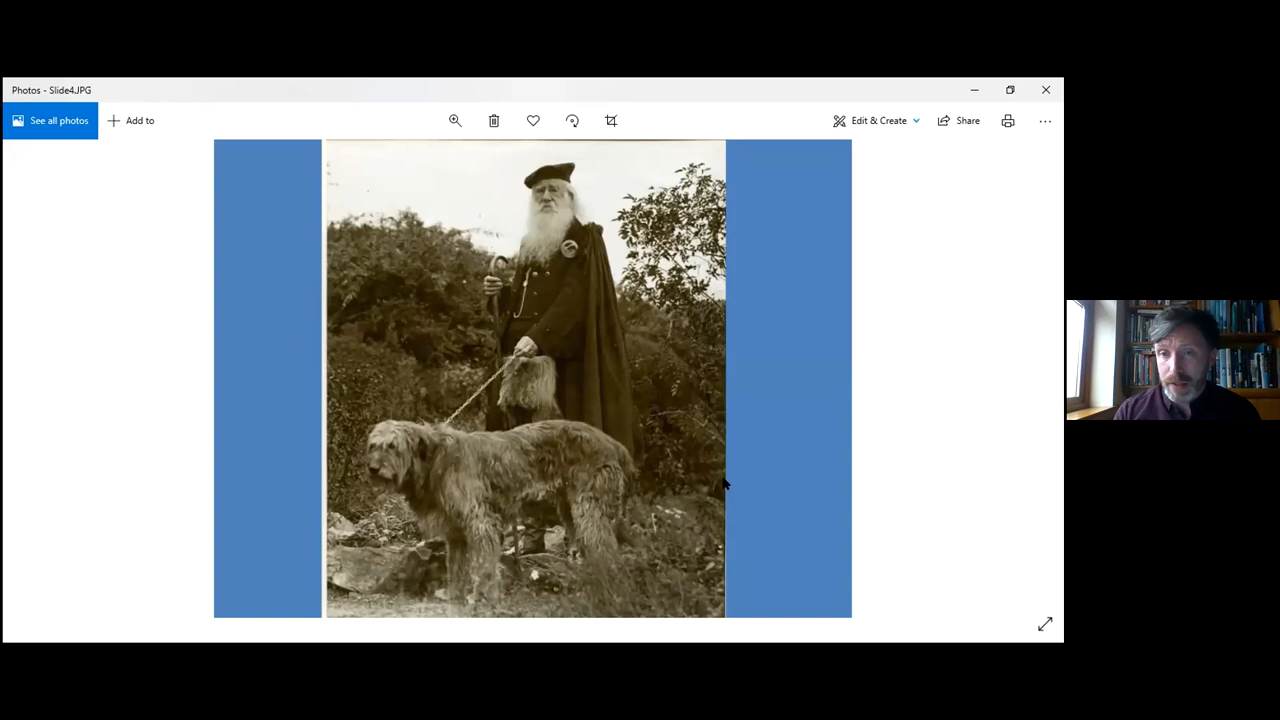 Photos - Slide4.JPG
See all photos
Add to
Edit & Create
Share